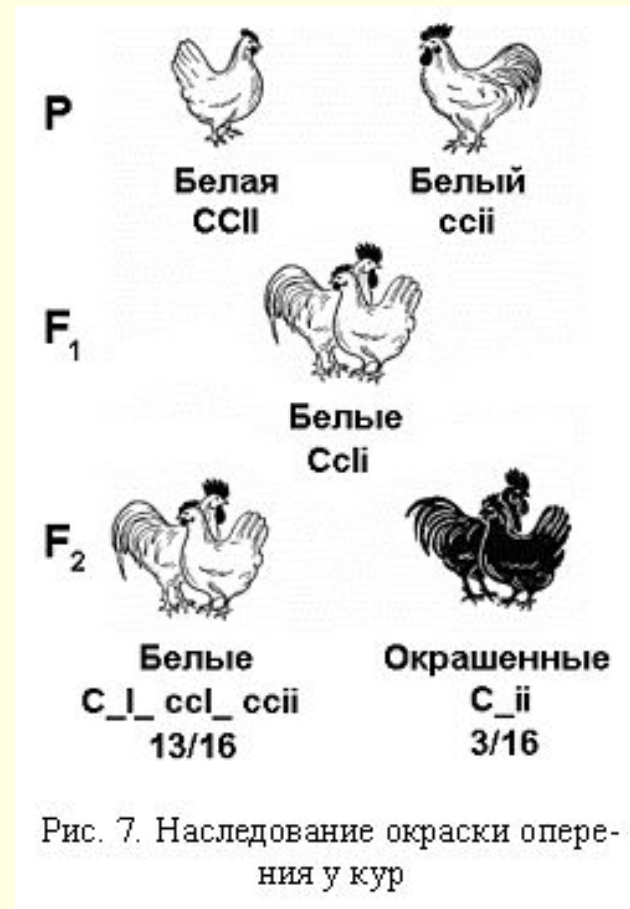 P
Белая Белый
CCII ccii
F₁
Белые
CcIi
F₂
Белые Окрашенные
C_I_ ccI_ ccii C_ii
13/16 3/16
Рис. 7. Наследование окраски опере-
ния у кур